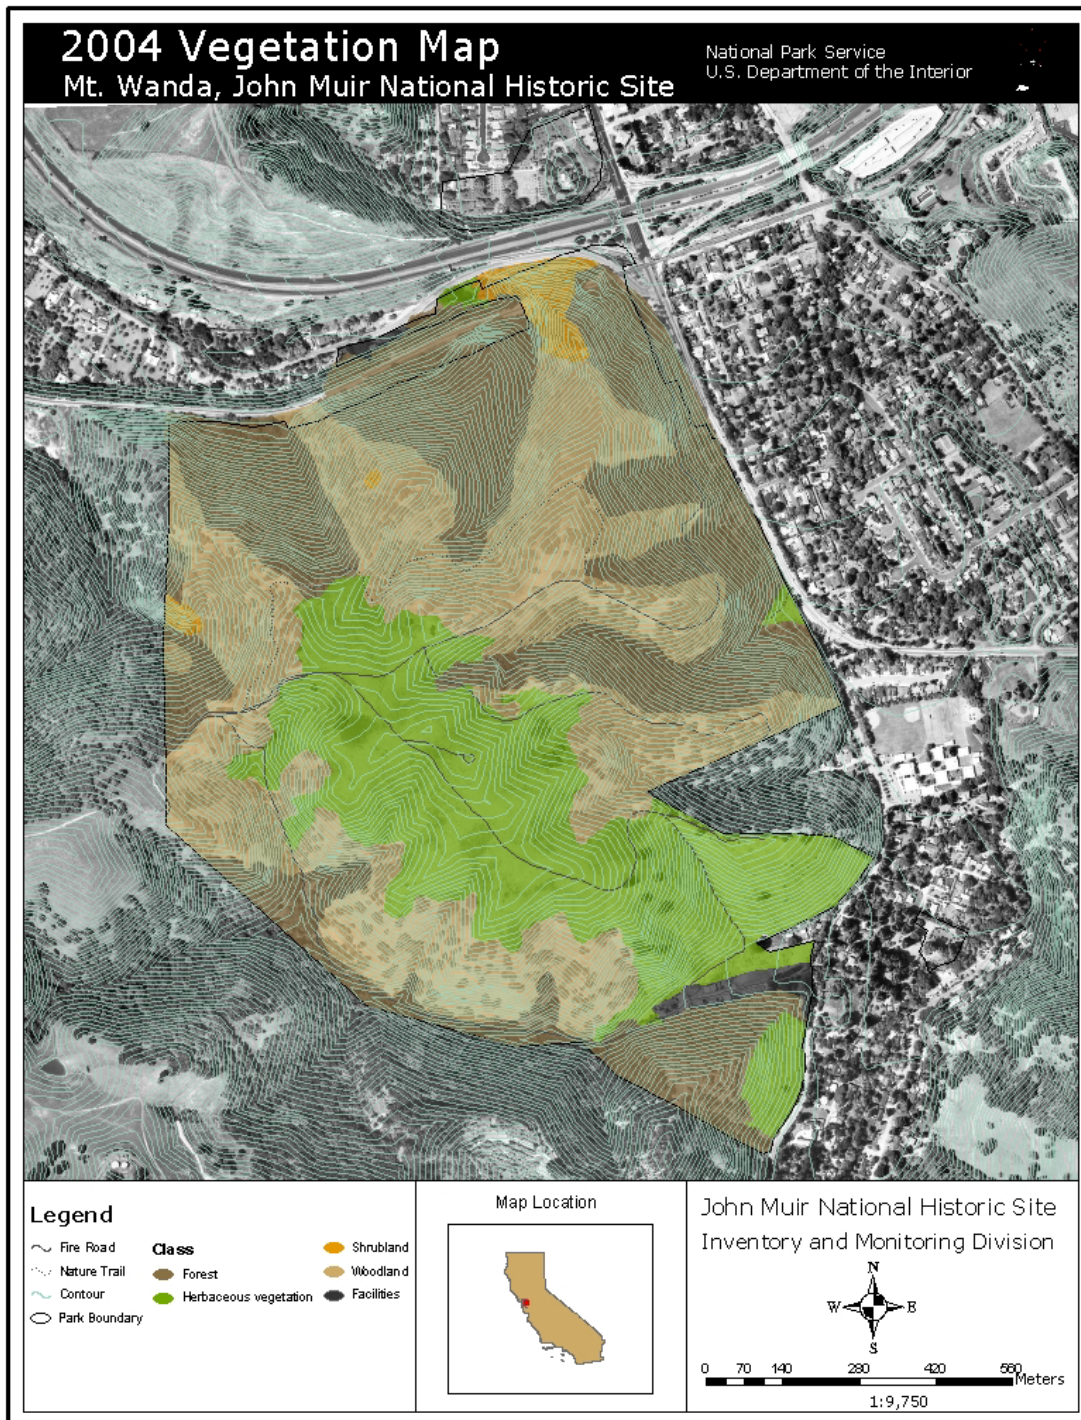 2004 Vegetation Map
Mt. Wanda, John Muir National Historic Site
National Park Service
U.S. Department of the Interior
Legend
Fire Road
Nature Trail
Contour
Park Boundary
Class
Forest
Herbaceous vegetation
Shrubland
Woodland
Facilities
Map Location
John Muir National Historic Site
Inventory and Monitoring Division
N
W E
S
0 70 140 280 420 560
Meters
1:9,750